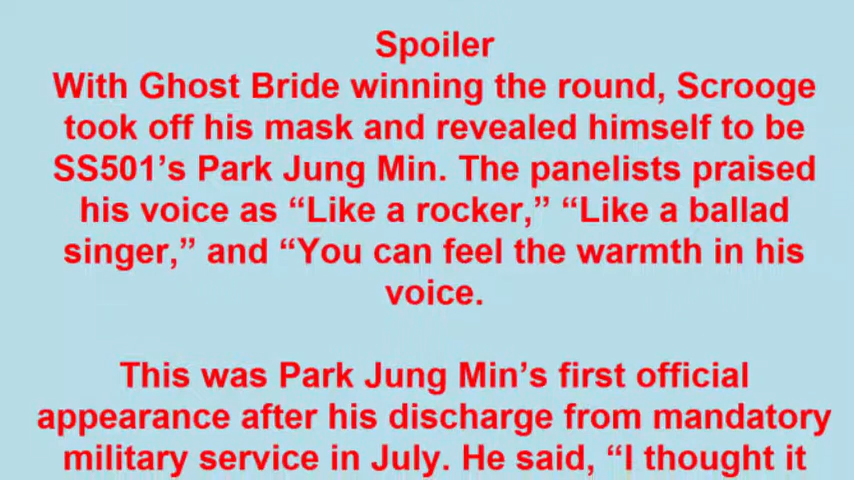 Spoiler
With Ghost Bride winning the round, Scrooge
took off his mask and revealed himself to be
SS501’s Park Jung Min. The panelists praised
his voice as “Like a rocker,” “Like a ballad
singer,” and “You can feel the warmth in his
voice.
This was Park Jung Min’s first official
appearance after his discharge from mandatory
military service in July. He said, “I thought it